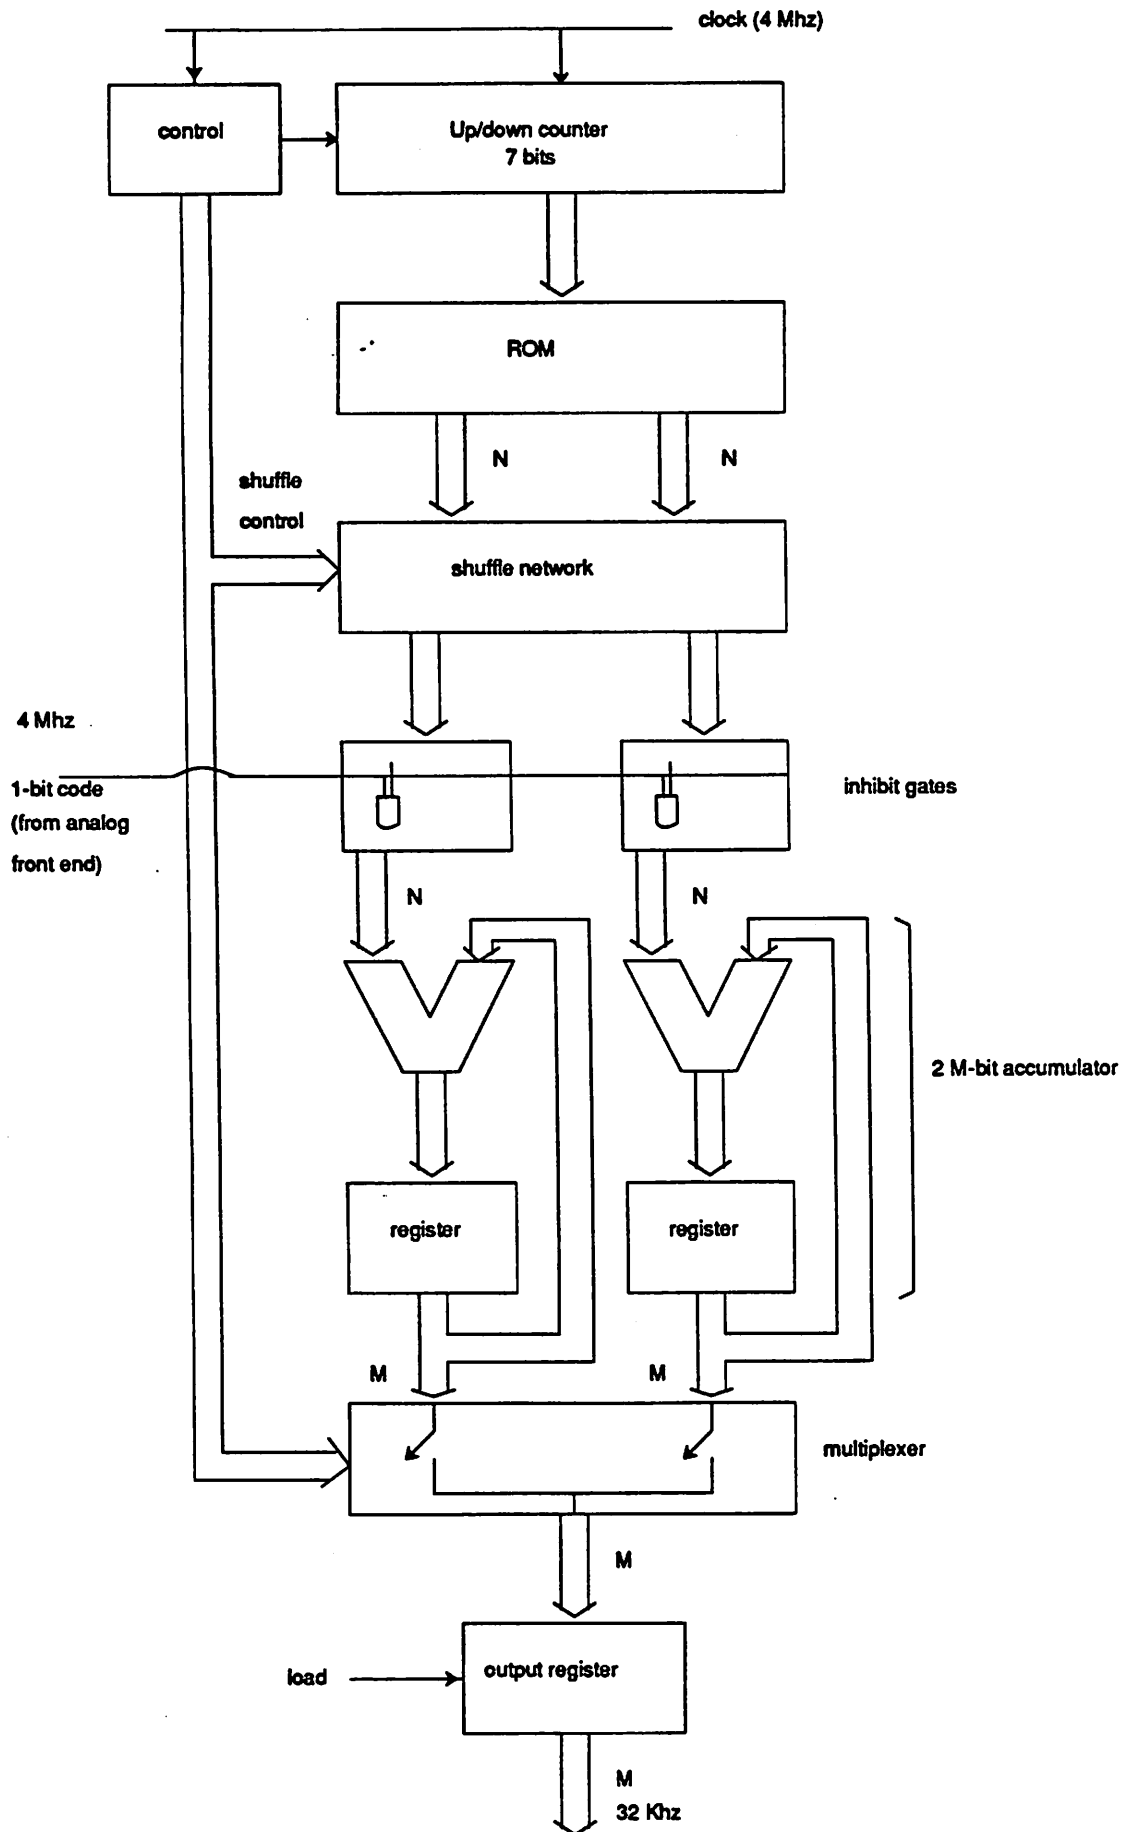 clock (4 Mhz)
control
Up/down counter
7 bits
ROM
N
N
shuffle
control
shuffle network
4 Mhz
1-bit code
(from analog
front end)
inhibit gates
N
N
2 M-bit accumulator
register
register
M
M
multiplexer
M
load
output register
M
32 Khz